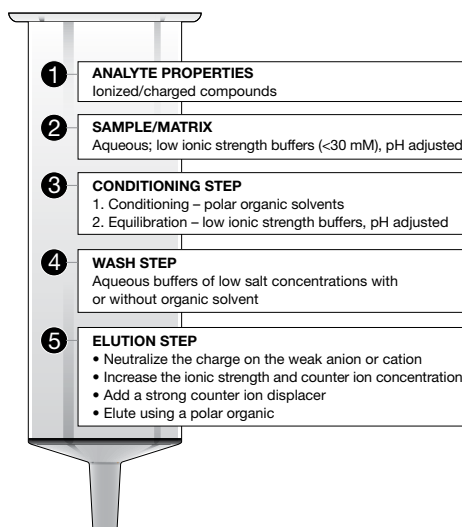 1 ANALYTE PROPERTIES
Ionized/charged compounds
2 SAMPLE/MATRIX
Aqueous; low ionic strength buffers (<30 mM), pH adjusted
3 CONDITIONING STEP
1. Conditioning – polar organic solvents
2. Equilibration – low ionic strength buffers, pH adjusted
4 WASH STEP
Aqueous buffers of low salt concentrations with
or without organic solvent
5 ELUTION STEP
• Neutralize the charge on the weak anion or cation
• Increase the ionic strength and counter ion concentration
• Add a strong counter ion displacer
• Elute using a polar organic